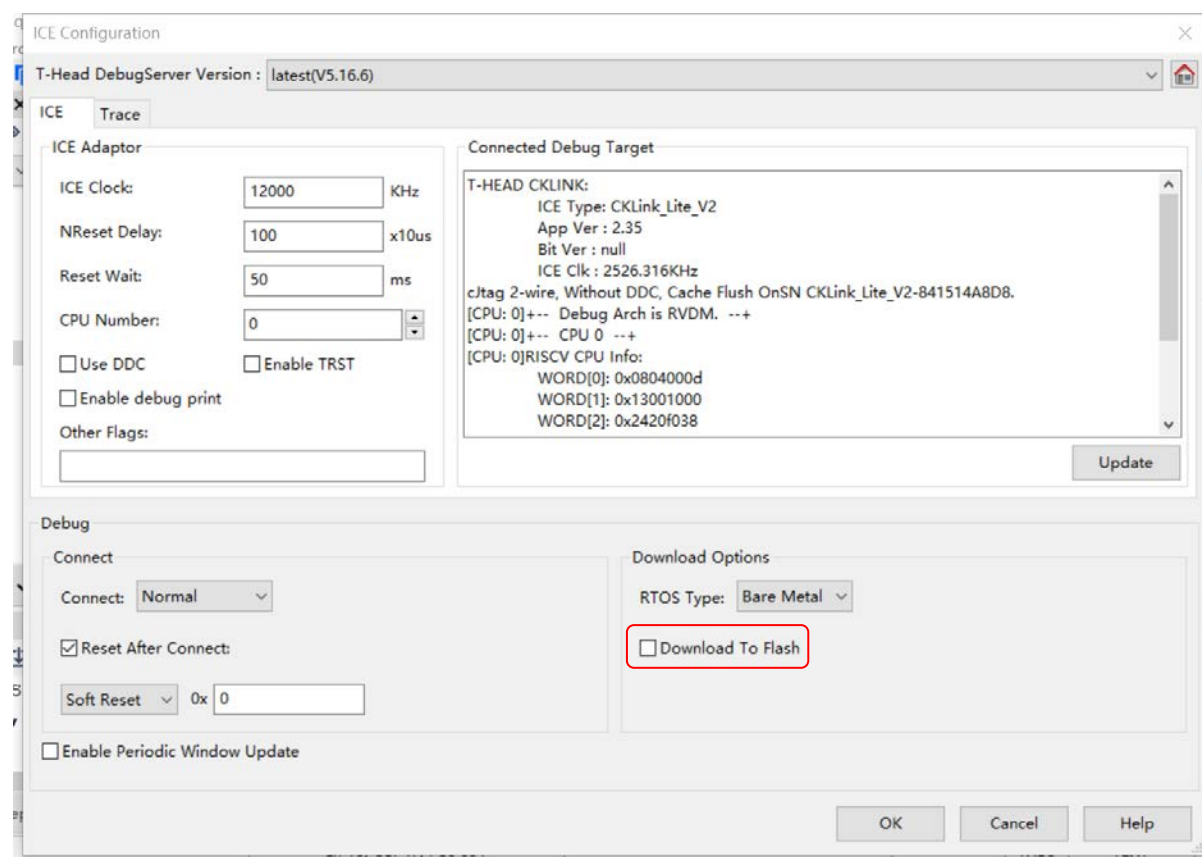 ICE Configuration
T-Head DebugServer Version : latest(V5.16.6)
ICE Trace
ICE Adaptor
ICE Clock: 12000 KHz
NReset Delay: 100 x10us
Reset Wait: 50 ms
CPU Number: 0
Use DDC Enable TRST
Enable debug print
Other Flags:
Connected Debug Target
T-HEAD CKLINK:
ICE Type: CKLink_Lite_V2
App Ver : 2.35
Bit Ver : null
ICE Clk : 2526.316KHz
cJtag 2-wire, Without DDC, Cache Flush OnSN CKLink_Lite_V2-841514A8D8.
[CPU: 0]+-- Debug Arch is RVDM. --+
[CPU: 0]+-- CPU 0 --+
[CPU: 0]RISCV CPU Info:
WORD[0]: 0x0804000d
WORD[1]: 0x13001000
WORD[2]: 0x2420f038
Update
Debug
Connect
Connect: Normal
Reset After Connect:
Soft Reset 0x 0
Download Options
RTOS Type: Bare Metal
Download To Flash
Enable Periodic Window Update
OK Cancel Help